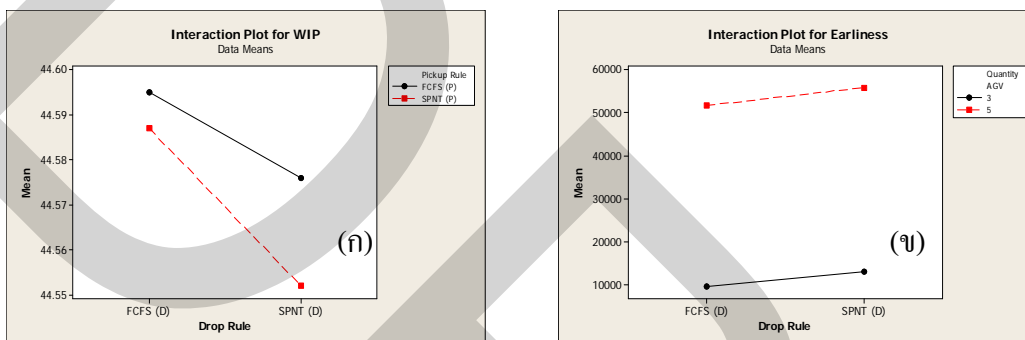 Interaction Plot for WIP
Data Means
44.60
44.59
44.58
44.57
44.56
44.55
Mean
FCFS (D)
SPNT (D)
Drop Rule
Pickup Rule
FCFS (P)
SPNT (P)
(ก)
Interaction Plot for Earliness
Data Means
60000
50000
40000
30000
20000
10000
Mean
FCFS (D)
SPNT (D)
Drop Rule
Quantity
AGV
3
5
(ข)